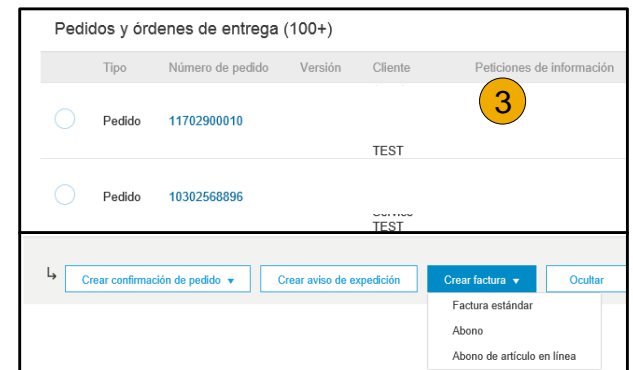 Pedidos y órdenes de entrega (100+)
Tipo Número de pedido Versión Cliente Peticiones de información
3
Pedido 11702900010
TEST
Pedido 10302568896
TEST
Crear confirmación de pedido Crear aviso de expedición Crear factura Ocultar
Factura estándar
Abono
Abono de artículo en línea